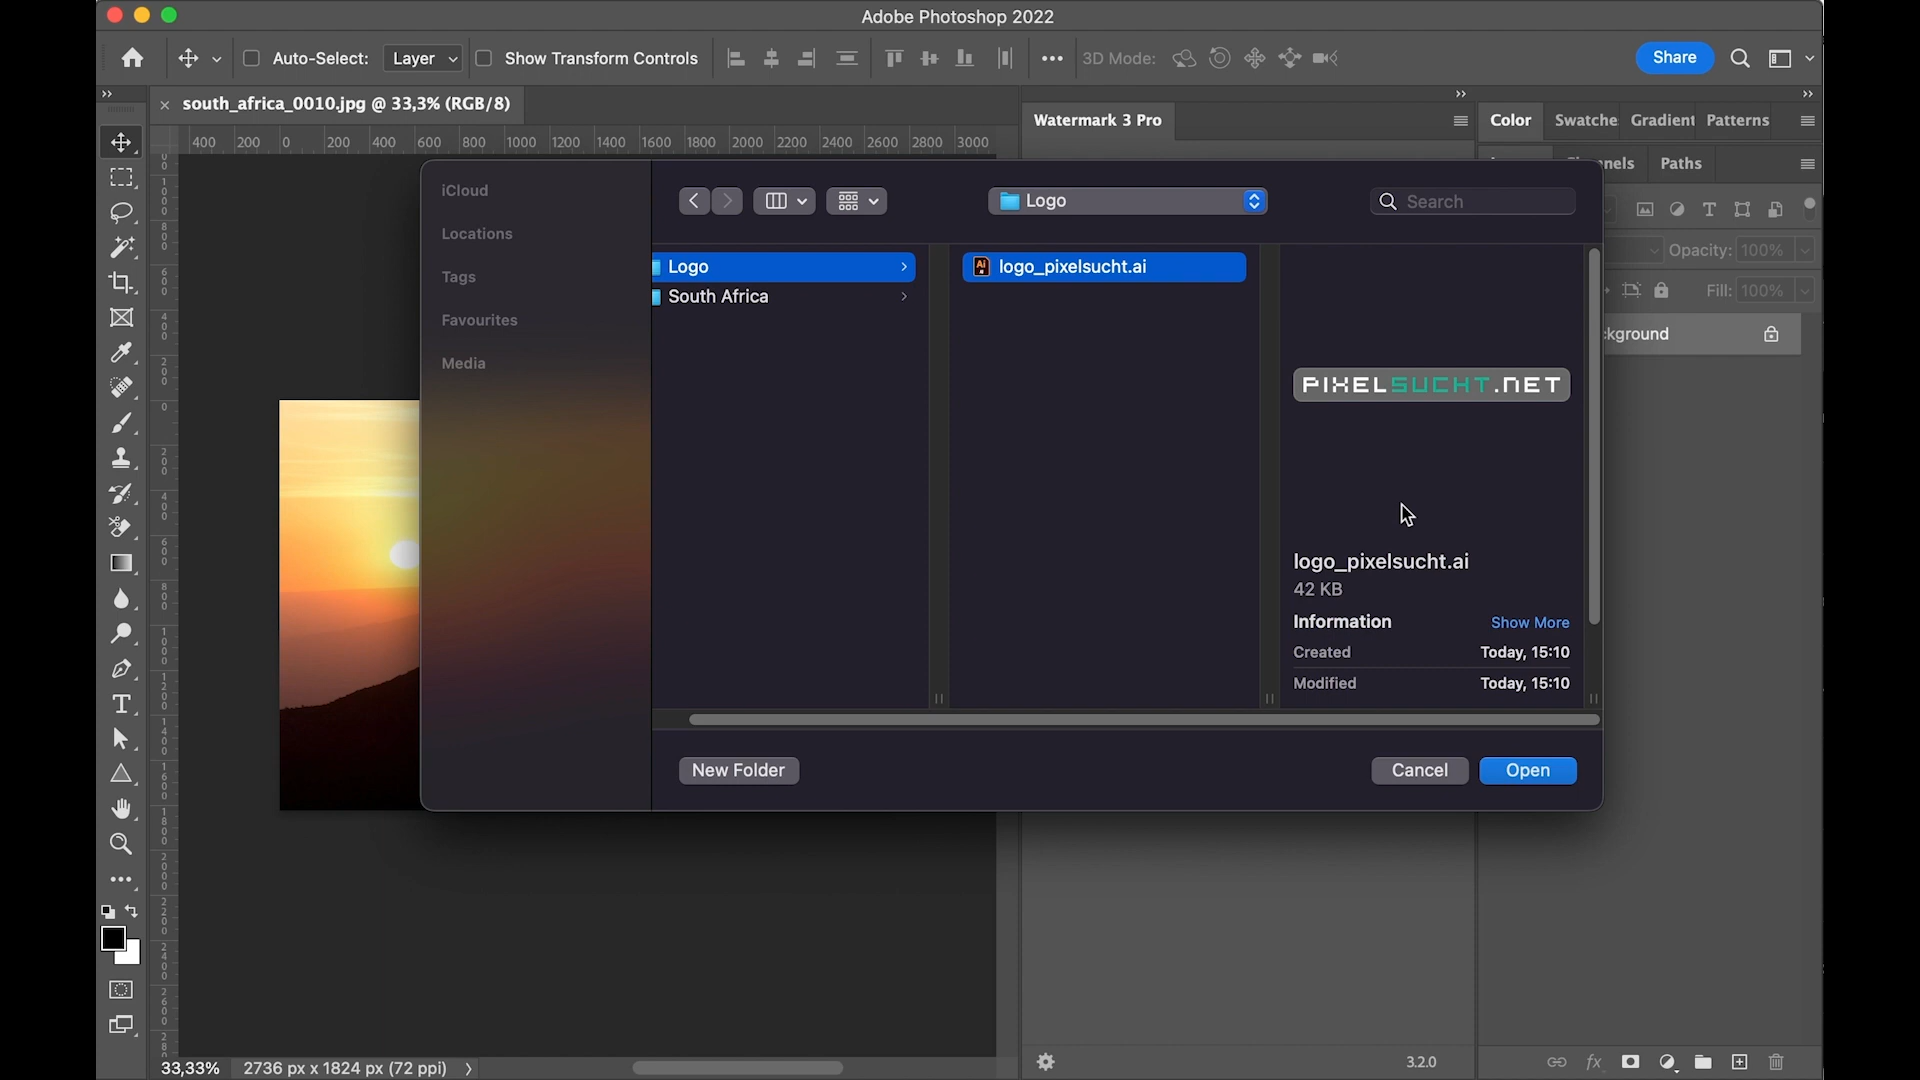 Adobe Photoshop 2022
Auto-Select:
Layer
Show Transform Controls
3D Mode:
Share
south_africa_0010.jpg @ 33,3% (RGB/8)
Watermark 3 Pro
Color
Swatche
Gradient
Patterns
nels
Paths
400 200 0 200 400 600 800 1000 1200 1400 1600 1800 2000 2200 2400 2600 2800 3000
iCloud
Locations
Tags
Favourites
Media
Logo
Search
Logo
South Africa
logo_pixelsucht.ai
PIXELSUCHT.NET
logo_pixelsucht.ai
42 KB
Information
Show More
Created
Today, 15:10
Modified
Today, 15:10
New Folder
Cancel
Open
Opacity:
100%
Fill:
100%
kground
33,33%
2736 px x 1824 px (72 ppi)
3.2.0
fx